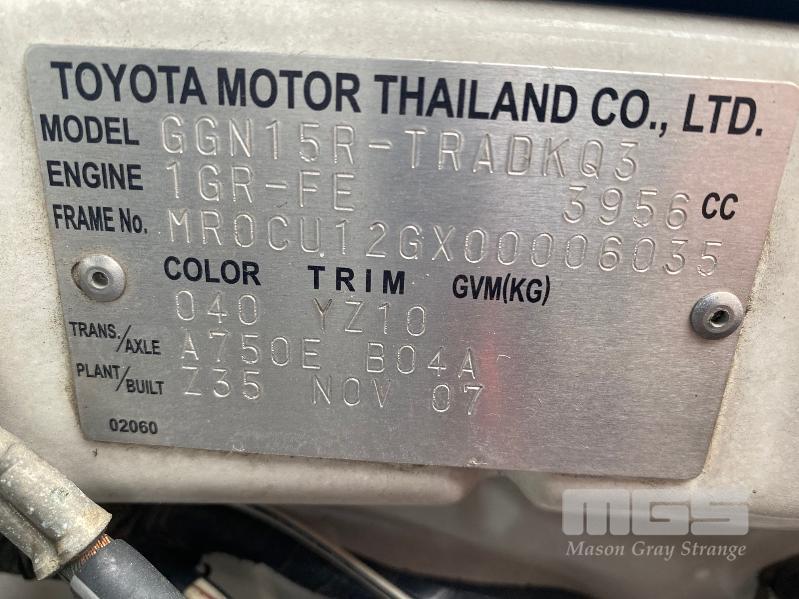 TOYOTA MOTOR THAILAND CO., LTD.
MODEL GGN15R-TRADKQ3
ENGINE 1GR-FE 3956 CC
FRAME No. MR0CU12GX00006035
COLOR TRIM GVM(KG)
040 YZ10
TRANS./AXLE A750E B04A
PLANT/BUILT Z35 NOV 07
02060
MGS
Mason Gray Strange